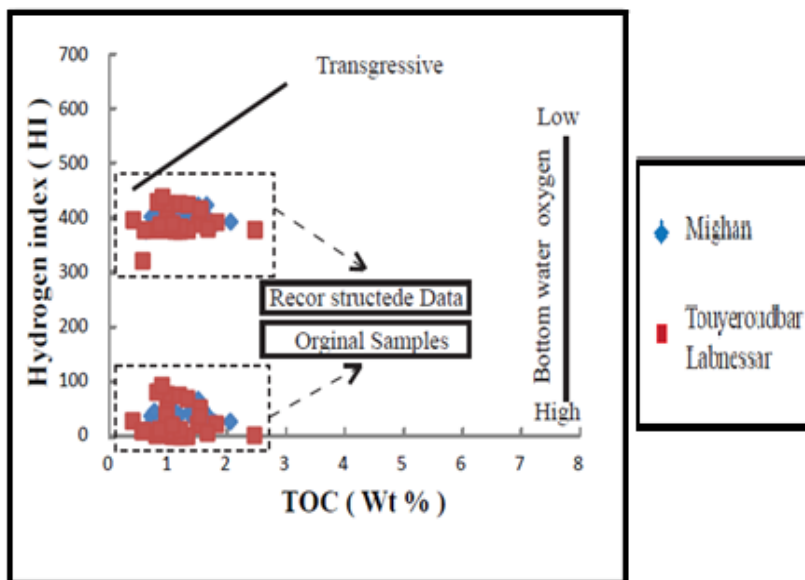 Hydrogen index ( HI )
700
600
500
400
300
200
100
0
Transgressive
Recor structede Data
Orginal Samples
Low
Bottom water oxygen
High
0 1 2 3 4 5 6 7 8
TOC ( Wt % )
Mighan
Touyeroudbar
Labnessar